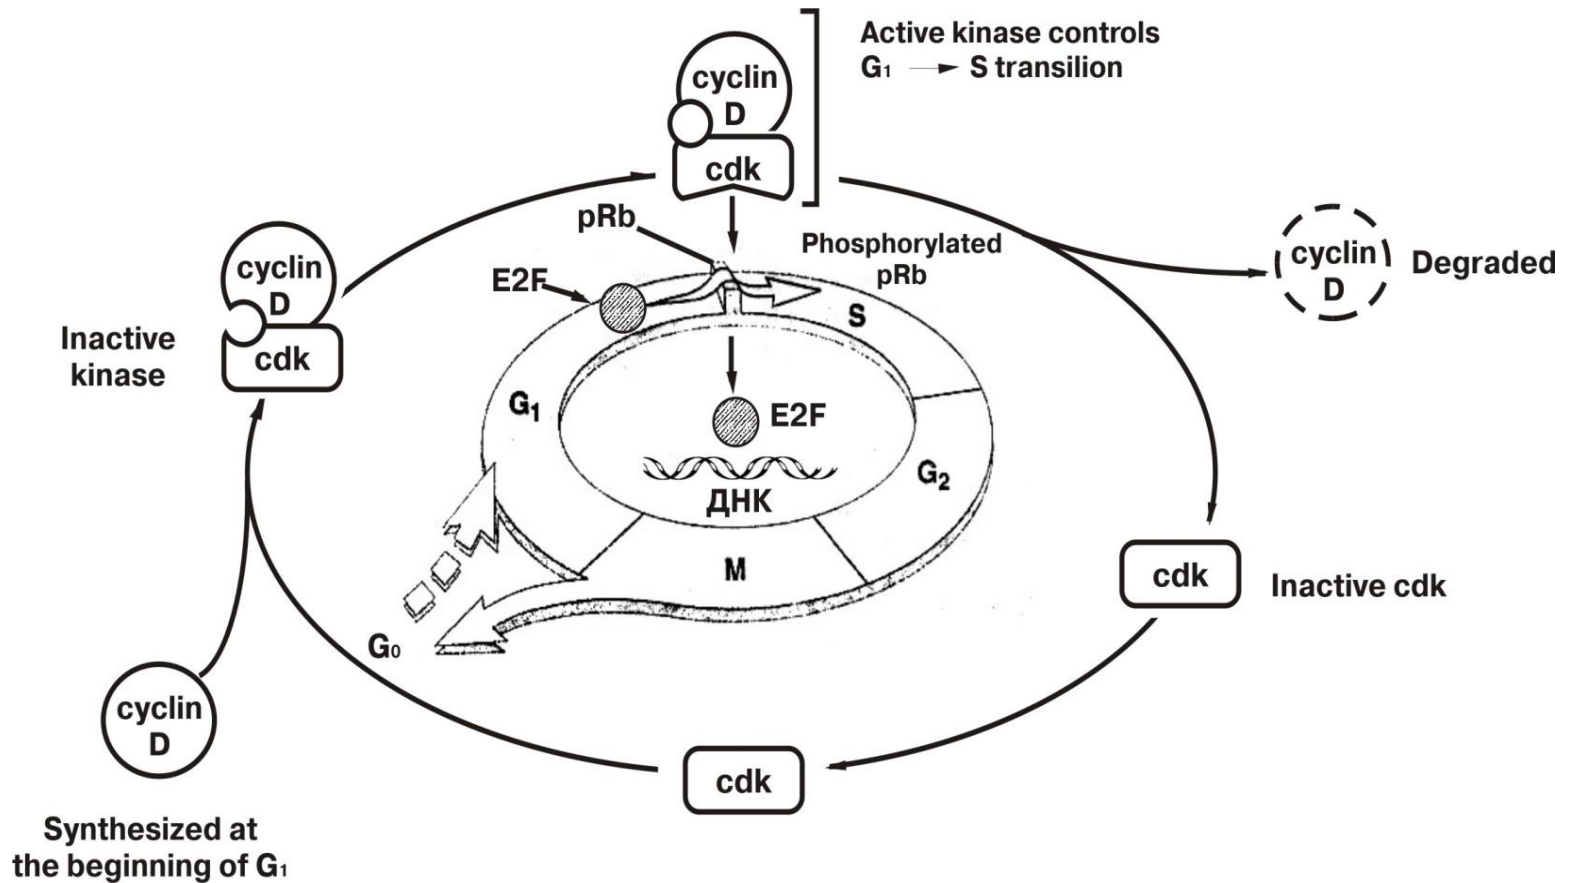 Active kinase controls
G₁ → S transilion
cyclin
D
cdk
pRb
Phosphorylated
pRb
E2F
cyclin
D
cdk
Inactive
kinase
cyclin
D
Degraded
S
G₁
E2F
G₂
ДНК
M
cdk
Inactive cdk
G₀
cyclin
D
cdk
Synthesized at
the beginning of G₁